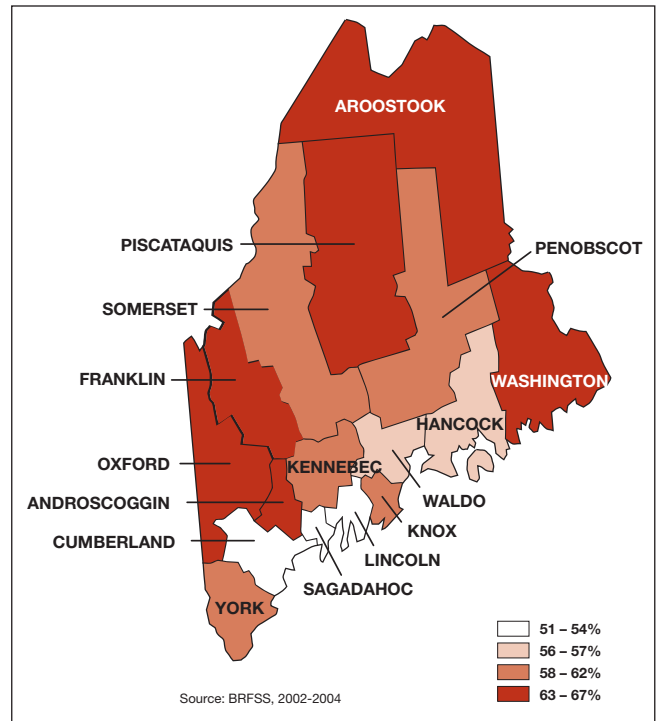 AROOSTOOK
PISCATAQUIS
PENOBSCOT
SOMERSET
FRANKLIN
WASHINGTON
HANCOCK
OXFORD
KENNEBEC
ANDROSCOGGIN
WALDO
KNOX
CUMBERLAND
LINCOLN
SAGADAHOC
YORK
51 – 54%
56 – 57%
58 – 62%
63 – 67%
Source: BRFSS, 2002-2004